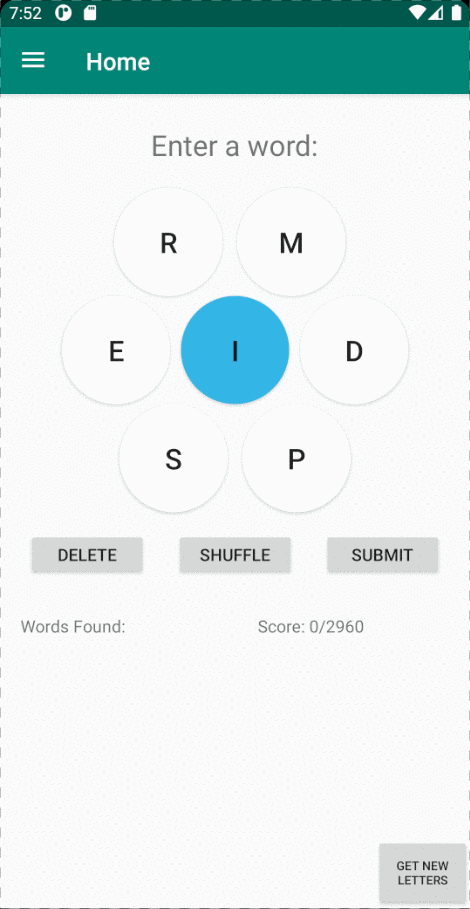 7:52
Home
Enter a word:
R M
E I D
S P
DELETE SHUFFLE SUBMIT
Words Found: Score: 0/2960
GET NEW
LETTERS